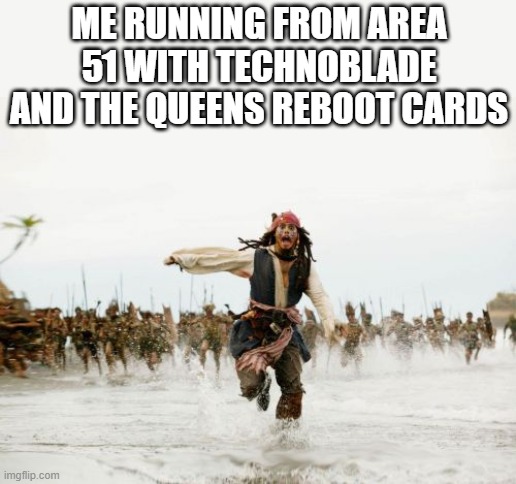 ME RUNNING FROM AREA
51 WITH TECHNOBLADE
AND THE QUEENS REBOOT CARDS
imgflip.com